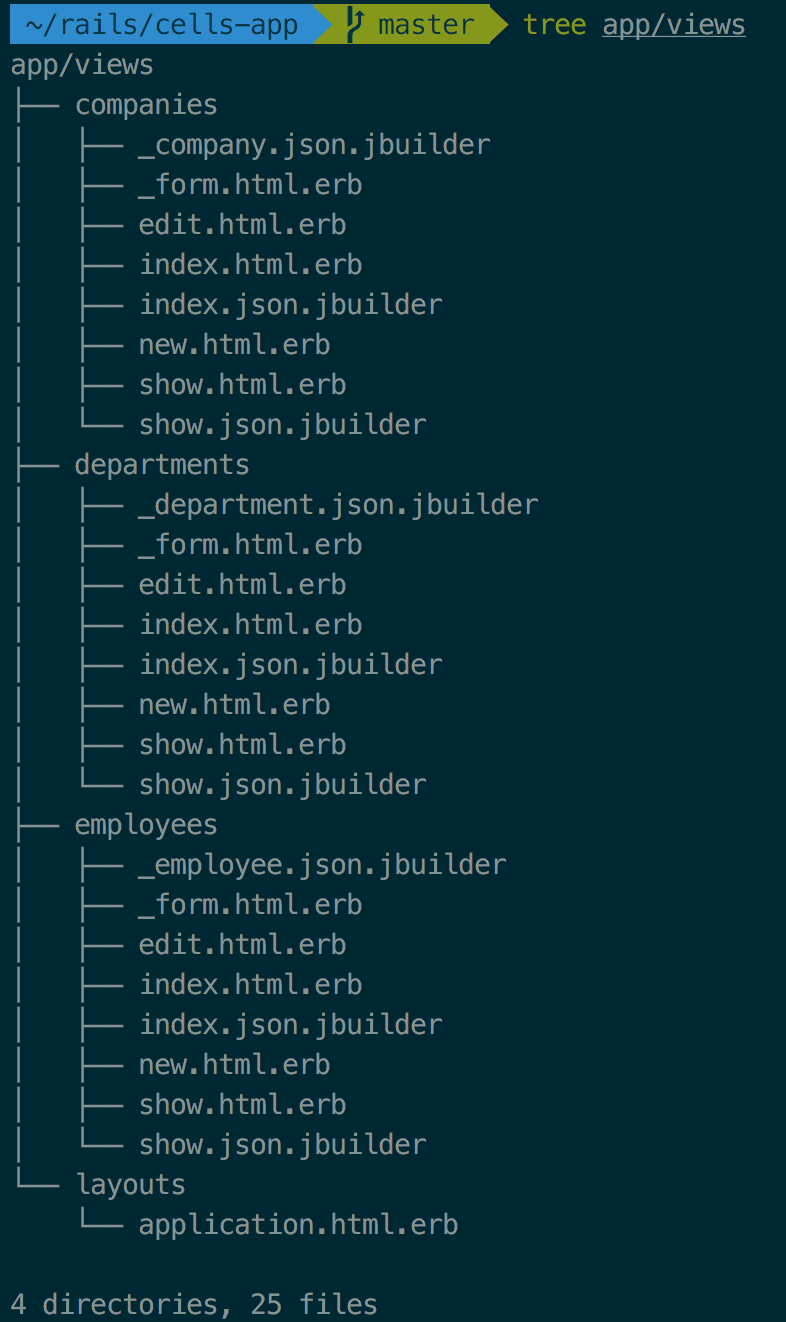 ~/rails/cells-app master tree app/views
app/views
├── companies
│   ├── _company.json.jbuilder
│   ├── _form.html.erb
│   ├── edit.html.erb
│   ├── index.html.erb
│   ├── index.json.jbuilder
│   ├── new.html.erb
│   ├── show.html.erb
│   └── show.json.jbuilder
├── departments
│   ├── _department.json.jbuilder
│   ├── _form.html.erb
│   ├── edit.html.erb
│   ├── index.html.erb
│   ├── index.json.jbuilder
│   ├── new.html.erb
│   ├── show.html.erb
│   └── show.json.jbuilder
├── employees
│   ├── _employee.json.jbuilder
│   ├── _form.html.erb
│   ├── edit.html.erb
│   ├── index.html.erb
│   ├── index.json.jbuilder
│   ├── new.html.erb
│   ├── show.html.erb
│   └── show.json.jbuilder
└── layouts
    └── application.html.erb
4 directories, 25 files